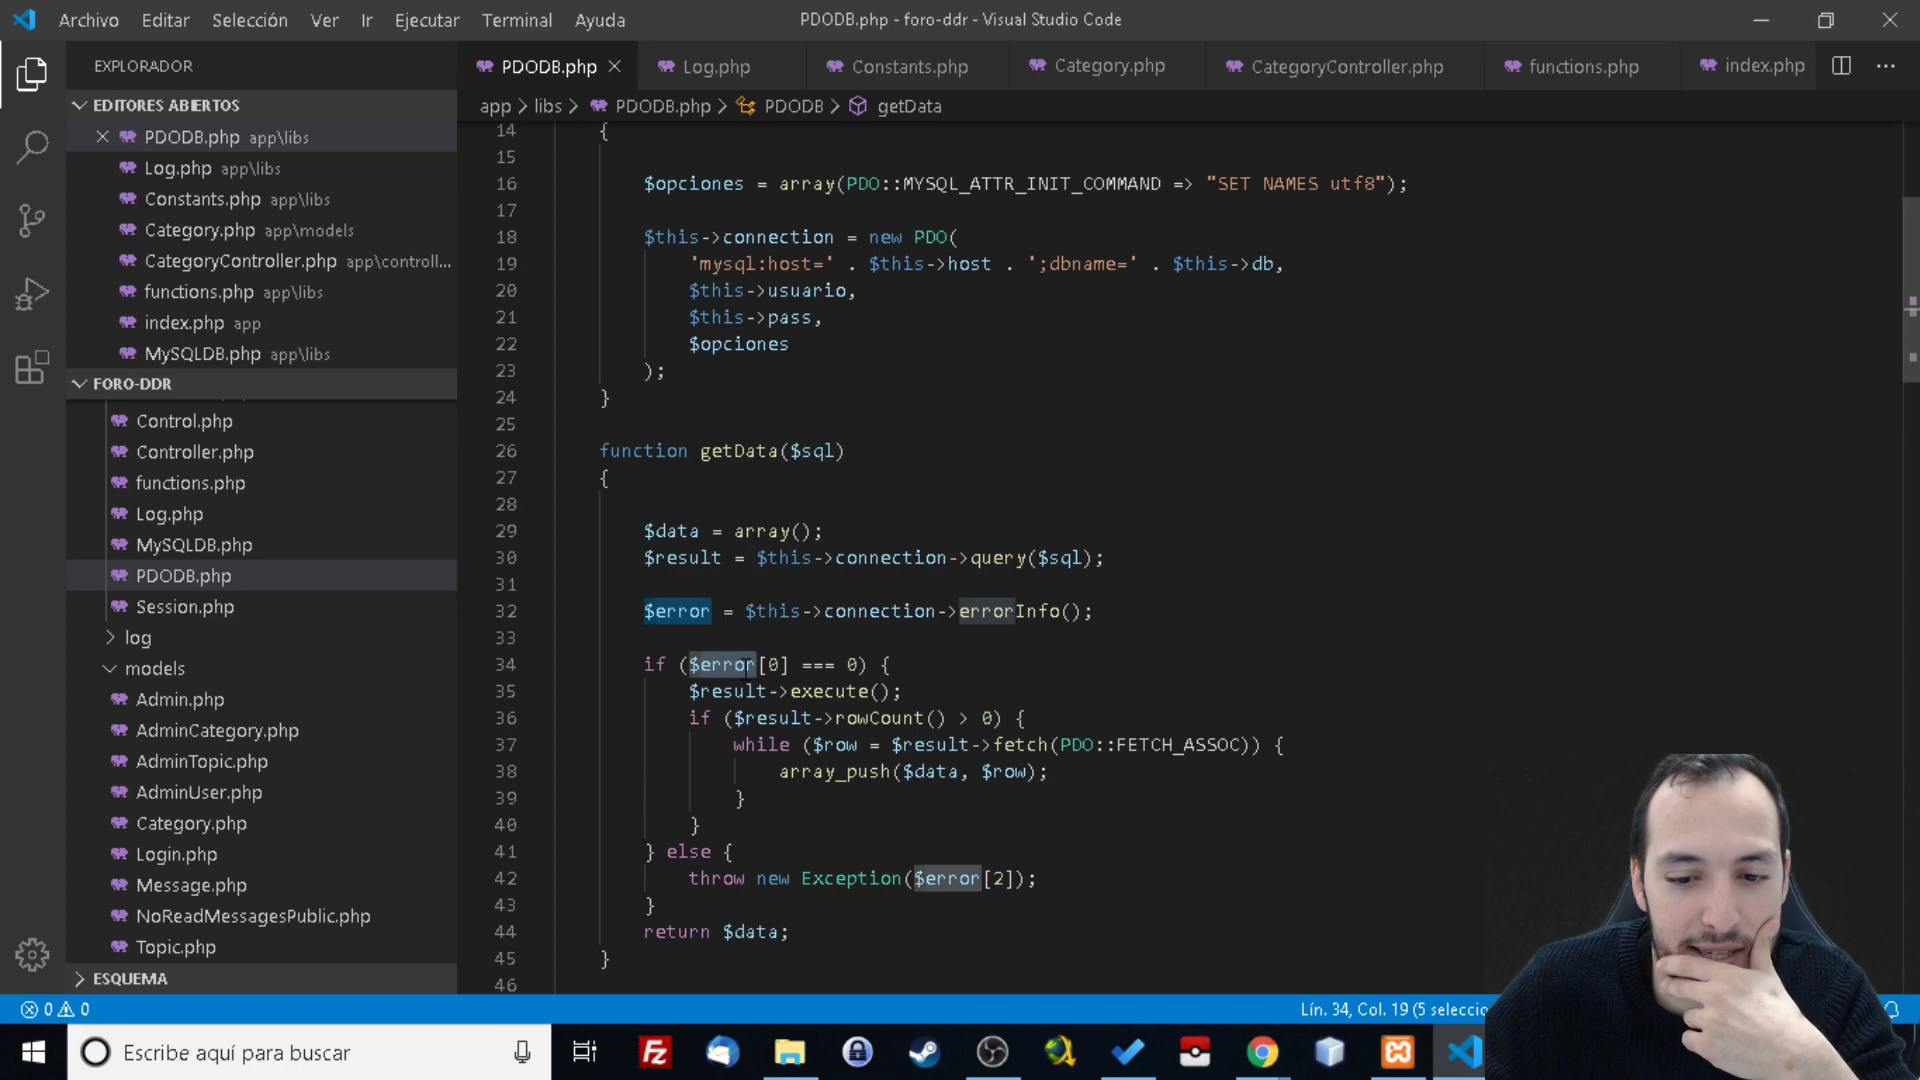 Archivo Editar Selección Ver Ir Ejecutar Terminal Ayuda
PDODB.php - foro-ddr - Visual Studio Code
EXPLORADOR
EDITORES ABIERTOS
PDODB.php app\libs
Log.php app\libs
Constants.php app\libs
Category.php app\models
CategoryController.php app\controll...
functions.php app\libs
index.php app
MySQLDB.php app\libs
FORO-DDR
Control.php
Controller.php
functions.php
Log.php
MySQLDB.php
PDODB.php
Session.php
log
models
Admin.php
AdminCategory.php
AdminTopic.php
AdminUser.php
Category.php
Login.php
Message.php
NoReadMessagesPublic.php
Topic.php
ESQUEMA
PDODB.php Log.php Constants.php Category.php CategoryController.php functions.php index.php
app > libs > PDODB.php > PDODB > getData
14 {
15
16 $opciones = array(PDO::MYSQL_ATTR_INIT_COMMAND => "SET NAMES utf8");
17
18 $this->connection = new PDO(
19 'mysql:host=' . $this->host . ';dbname=' . $this->db,
20 $this->usuario,
21 $this->pass,
22 $opciones
23 );
24 }
25
26 function getData($sql)
27 {
28
29 $data = array();
30 $result = $this->connection->query($sql);
31
32 $error = $this->connection->errorInfo();
33
34 if ($error[0] === 0) {
35 $result->execute();
36 if ($result->rowCount() > 0) {
37 while ($row = $result->fetch(PDO::FETCH_ASSOC)) {
38 array_push($data, $row);
39 }
40 }
41 } else {
42 throw new Exception($error[2]);
43 }
44 return $data;
45 }
46
0 0
Lín. 34, Col. 19 (5 seleccio
Escribe aquí para buscar